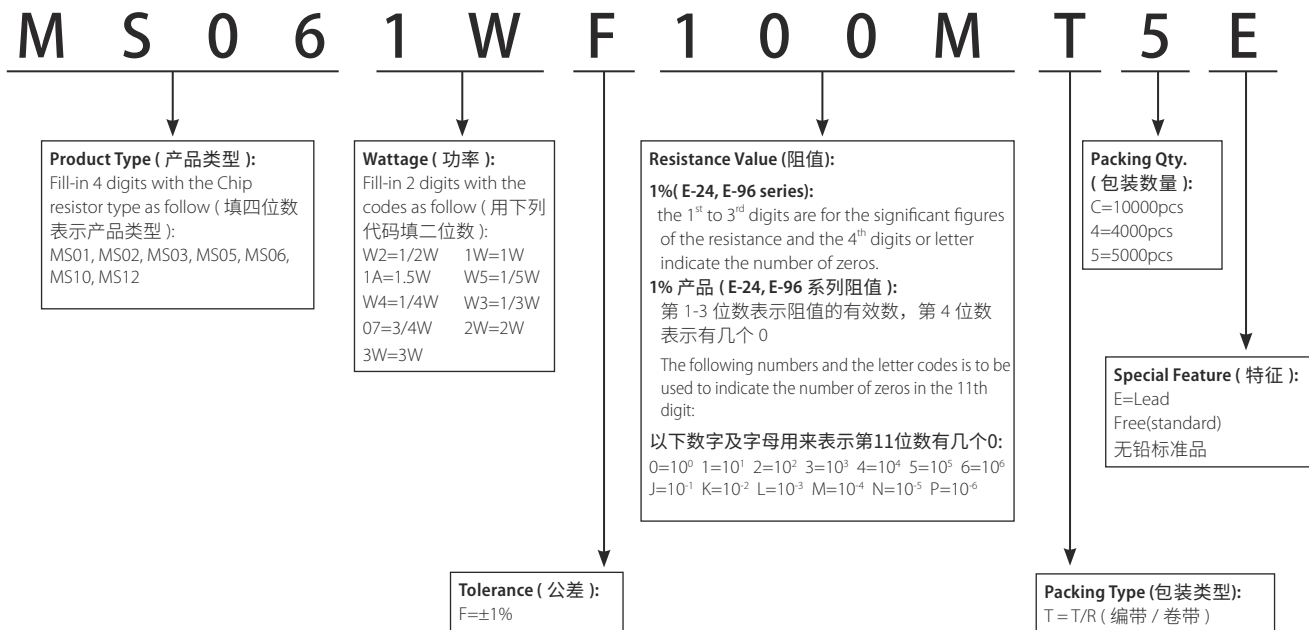 M S 0 6 1 W F 1 0 0 M T 5 E
Product Type ( 产品类型 ):
Fill-in 4 digits with the Chip
resistor type as follow ( 填四位数
表示产品类型 ):
MS01, MS02, MS03, MS05, MS06,
MS10, MS12
Wattage ( 功率 ):
Fill-in 2 digits with the
codes as follow ( 用下列
代码填二位数 ):
W2=1/2W 1W=1W
1A=1.5W W5=1/5W
W4=1/4W W3=1/3W
07=3/4W 2W=2W
3W=3W
Resistance Value (阻值):
1%( E-24, E-96 series):
the 1st to 3rd digits are for the significant figures
of the resistance and the 4th digits or letter
indicate the number of zeros.
1% 产品 ( E-24, E-96 系列阻值 ):
第 1-3 位数表示阻值的有效数，第 4 位数
表示有几个 0
The following numbers and the letter codes is to be
used to indicate the number of zeros in the 11th
digit:
以下数字及字母用来表示第11位数有几个0:
0=10⁰ 1=10¹ 2=10² 3=10³ 4=10⁴ 5=10⁵ 6=10⁶
J=10⁻¹ K=10⁻² L=10⁻³ M=10⁻⁴ N=10⁻⁵ P=10⁻⁶
Packing Qty.
( 包装数量 ):
C=10000pcs
4=4000pcs
5=5000pcs
Special Feature ( 特征 ):
E=Lead
Free(standard)
无铅标准品
Tolerance ( 公差 ):
F=±1%
Packing Type (包装类型):
T = T/R ( 编带 / 卷带 )